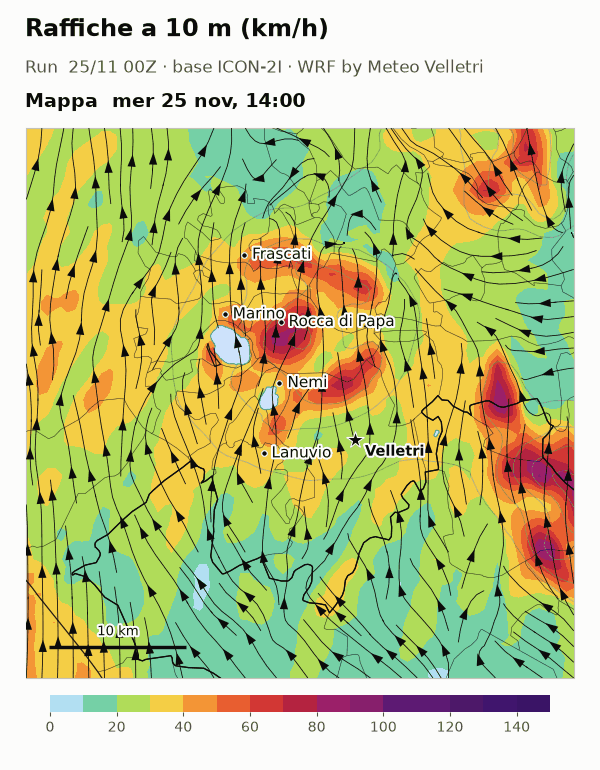 Raffiche a 10 m (km/h)
Run  25/11 00Z · base ICON-2I · WRF by Meteo Velletri
Mappa  mer 25 nov, 14:00
Frascati
Marino
Rocca di Papa
Nemi
Velletri
Lanuvio
10 km
0 20 40 60 80 100 120 140